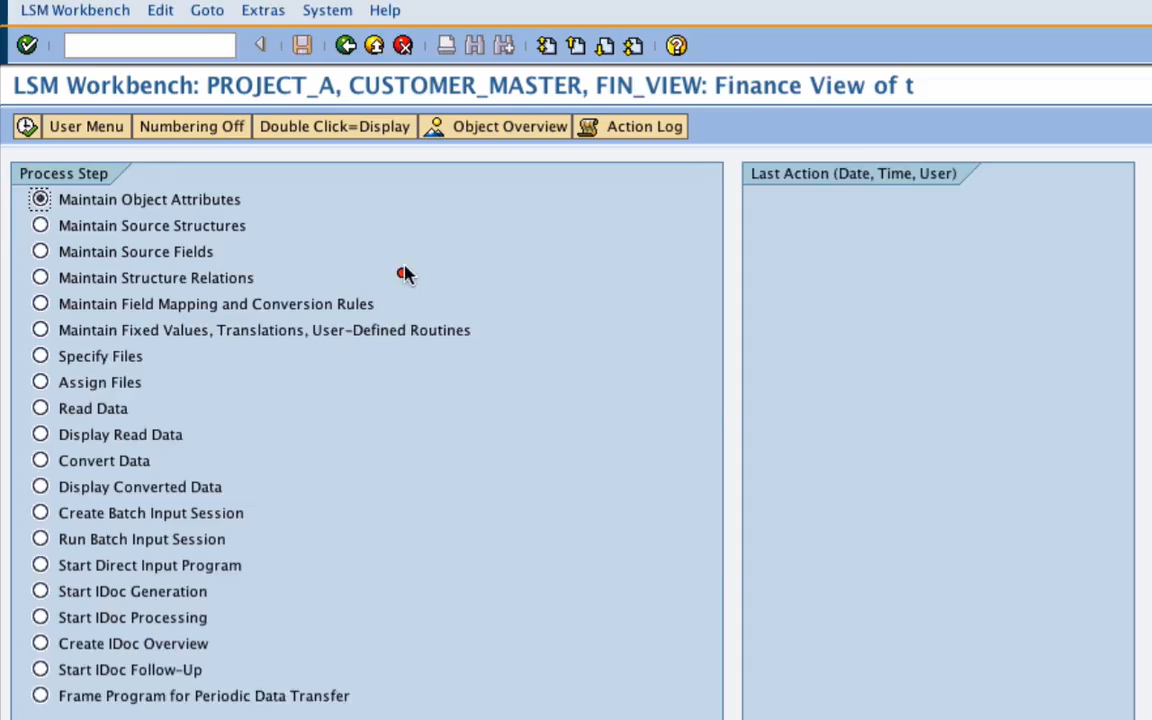 LSM Workbench Edit Goto Extras System Help
LSM Workbench: PROJECT_A, CUSTOMER_MASTER, FIN_VIEW: Finance View of t
User Menu Numbering Off Double Click=Display Object Overview Action Log
Process Step
Maintain Object Attributes
Maintain Source Structures
Maintain Source Fields
Maintain Structure Relations
Maintain Field Mapping and Conversion Rules
Maintain Fixed Values, Translations, User-Defined Routines
Specify Files
Assign Files
Read Data
Display Read Data
Convert Data
Display Converted Data
Create Batch Input Session
Run Batch Input Session
Start Direct Input Program
Start IDoc Generation
Start IDoc Processing
Create IDoc Overview
Start IDoc Follow-Up
Frame Program for Periodic Data Transfer
Last Action (Date, Time, User)